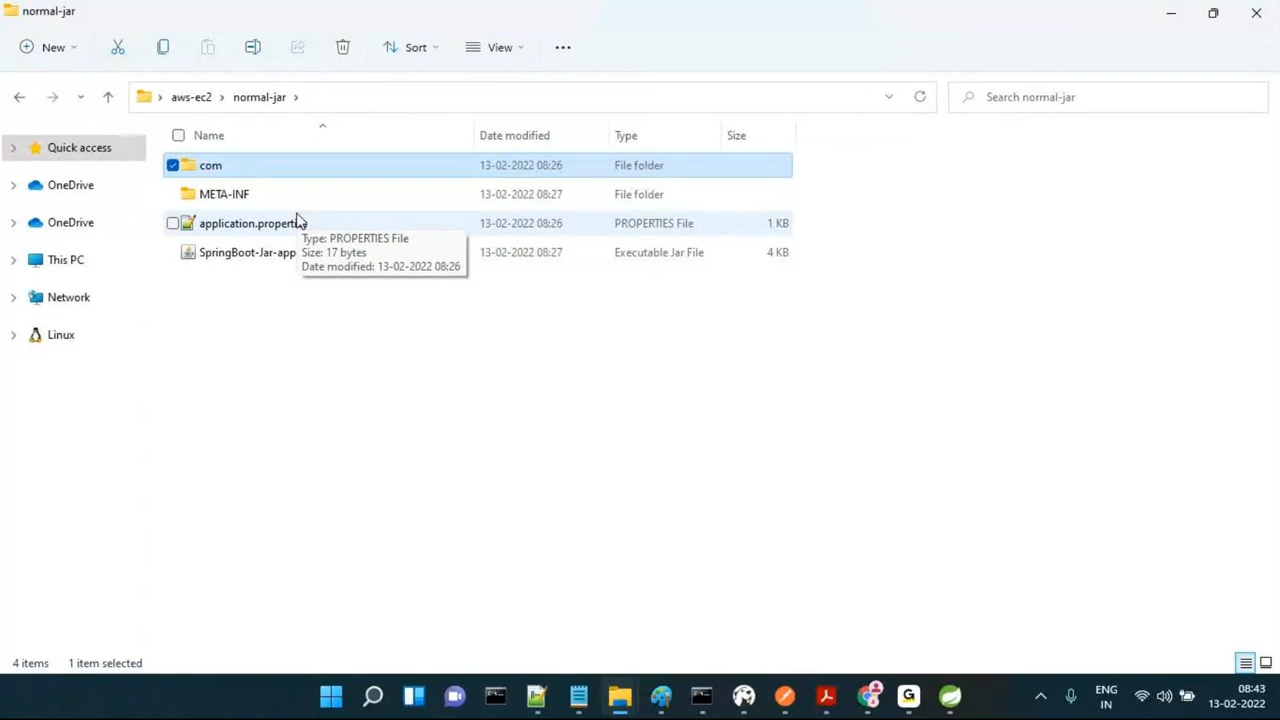 normal-jar
New
Sort
View
aws-ec2
normal-jar
Search normal-jar
Name
Date modified
Type
Size
Quick access
com
13-02-2022 08:26
File folder
OneDrive
META-INF
13-02-2022 08:27
File folder
OneDrive
application.properti
13-02-2022 08:26
PROPERTIES File
1 KB
Type: PROPERTIES File
Size: 17 bytes
Date modified: 13-02-2022 08:26
This PC
SpringBoot-Jar-app
13-02-2022 08:27
Executable Jar File
4 KB
Network
Linux
4 items
1 item selected
ENG
IN
08:43
13-02-2022